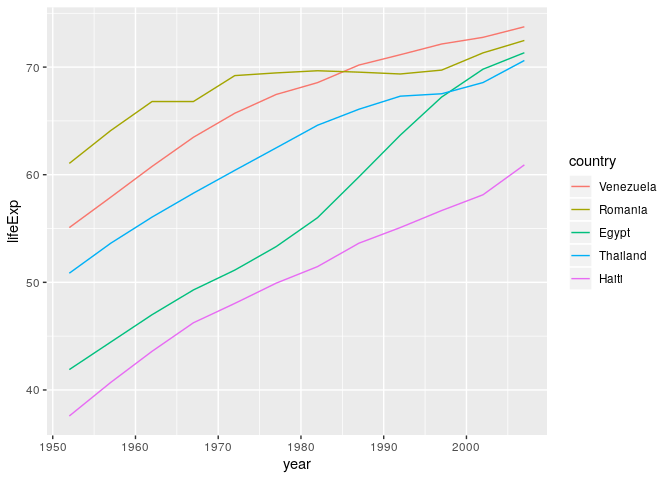 lifeExp
70
60
50
40
1950 1960 1970 1980 1990 2000
year
country
Venezuela
Romania
Egypt
Thailand
Haiti